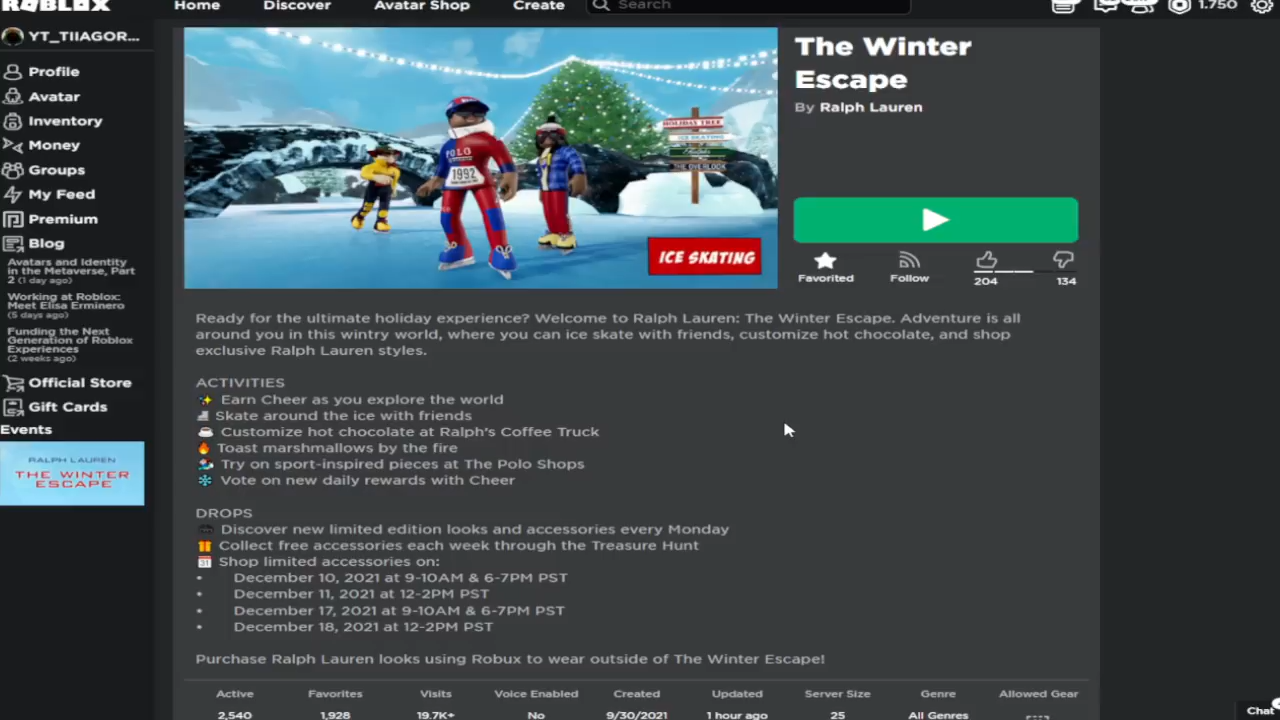 ROBLOX
Home
Discover
Avatar Shop
Create
Search
1.750
YT_TIIAGOR...
Profile
Avatar
Inventory
Money
Groups
My Feed
Premium
Blog
Avatars and Identity
in the Metaverse, Part
2 (1 day ago)
Working at Roblox:
Meet Elisa Erminero
(5 days ago)
Funding the Next
Generation of Roblox
Experiences
(2 weeks ago)
Official Store
Gift Cards
Events
RALPH LAUREN
THE WINTER
ESCAPE
POLO
1992
HOLIDAY TREE
ICE SKATING
THE OVERLOOK
ICE SKATING
The Winter
Escape
By Ralph Lauren
Favorited
Follow
204
134
Ready for the ultimate holiday experience? Welcome to Ralph Lauren: The Winter Escape. Adventure is all
around you in this wintry world, where you can ice skate with friends, customize hot chocolate, and shop
exclusive Ralph Lauren styles.
ACTIVITIES
✨ Earn Cheer as you explore the world
⛸ Skate around the ice with friends
☕ Customize hot chocolate at Ralph's Coffee Truck
🔥 Toast marshmallows by the fire
🏂 Try on sport-inspired pieces at The Polo Shops
❄ Vote on new daily rewards with Cheer
DROPS
Discover new limited edition looks and accessories every Monday
🎁 Collect free accessories each week through the Treasure Hunt
📅 Shop limited accessories on:
• December 10, 2021 at 9-10AM & 6-7PM PST
• December 11, 2021 at 12-2PM PST
• December 17, 2021 at 9-10AM & 6-7PM PST
• December 18, 2021 at 12-2PM PST
Purchase Ralph Lauren looks using Robux to wear outside of The Winter Escape!
Active Favorites Visits Voice Enabled Created Updated Server Size Genre Allowed Gear
2,540 1,928 19.7K+ No 9/30/2021 1 hour ago 25 All Genres
Chat